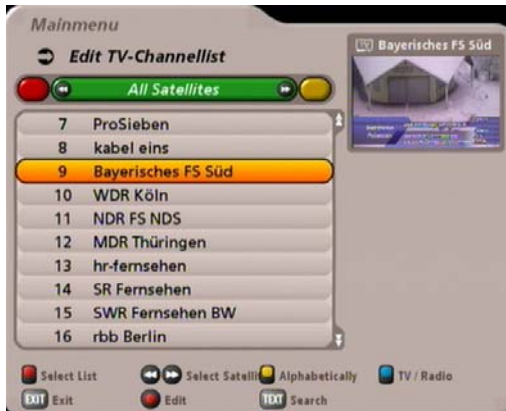 Mainmenu
Edit TV-Channellist
TV Bayerisches FS Süd
All Satellites
7 ProSieben
8 kabel eins
9 Bayerisches FS Süd
10 WDR Köln
11 NDR FS NDS
12 MDR Thüringen
13 hr-fernsehen
14 SR Fernsehen
15 SWR Fernsehen BW
16 rbb Berlin
Select List Select Satelli Alphabetically TV / Radio
EXIT Exit Edit TEXT Search